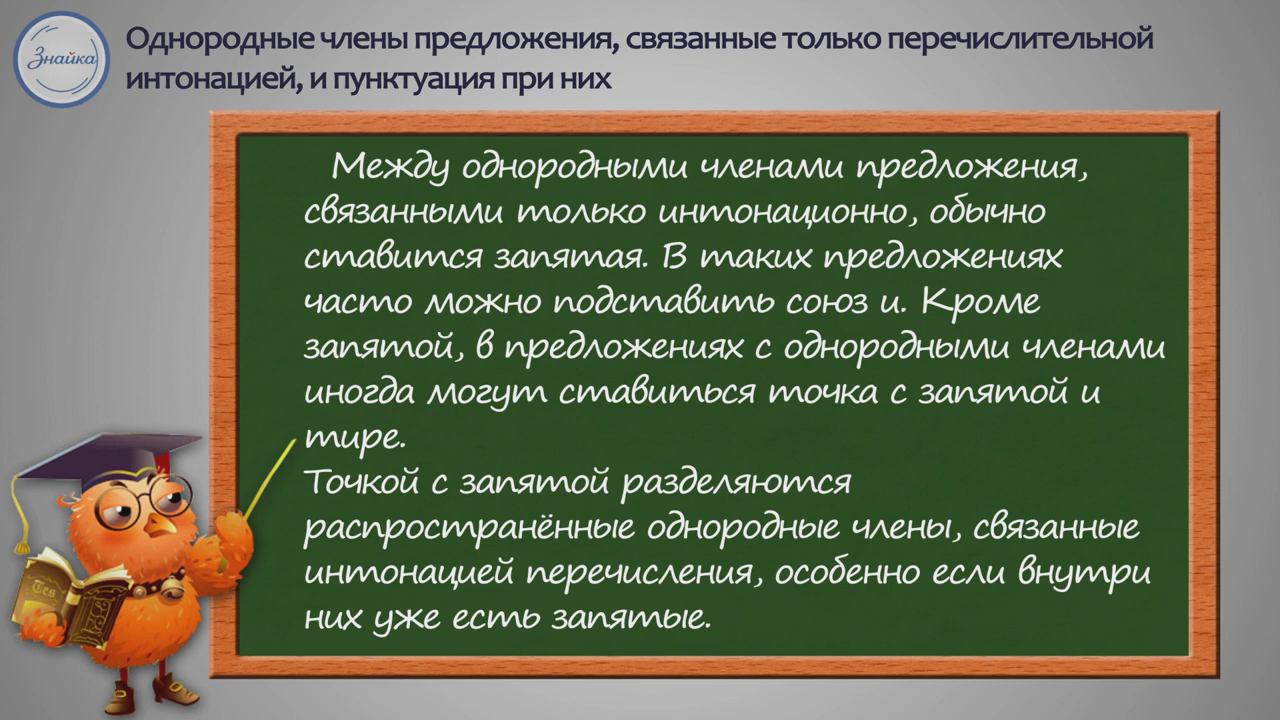 Знайка
Однородные члены предложения, связанные только перечислительной
интонацией, и пунктуация при них
Между однородными членами предложения,
связанными только интонационно, обычно
ставится запятая. В таких предложениях
часто можно подставить союз и. Кроме
запятой, в предложениях с однородными членами
иногда могут ставиться точка с запятой и
тире.
Точкой с запятой разделяются
распространённые однородные члены, связанные
интонацией перечисления, особенно если внутри
них уже есть запятые.